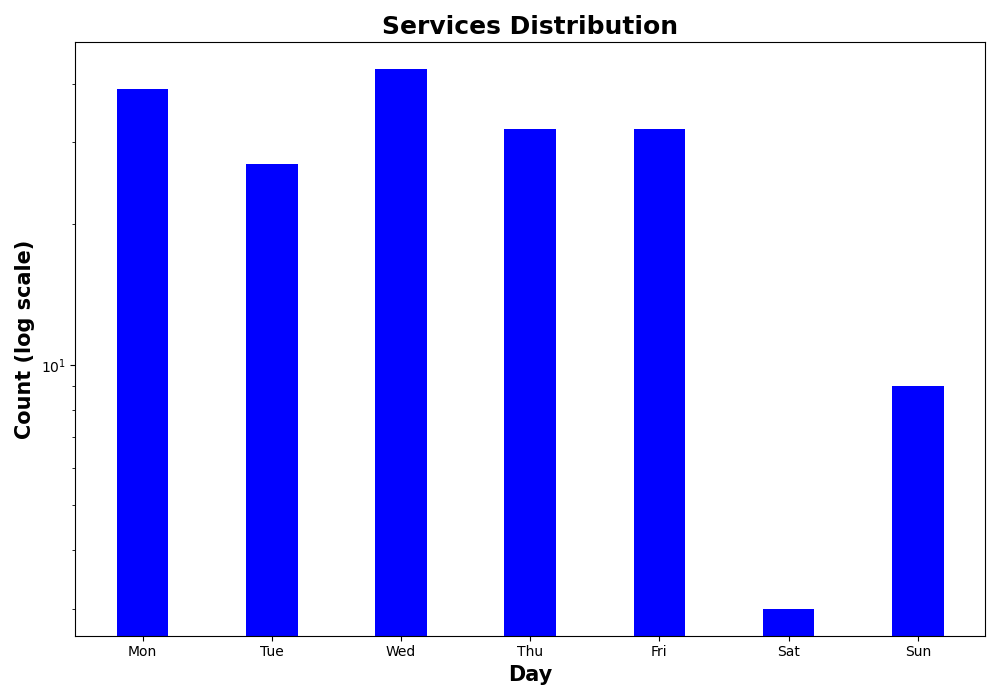 Services Distribution
Count (log scale)
10¹
Mon Tue Wed Thu Fri Sat Sun
Day